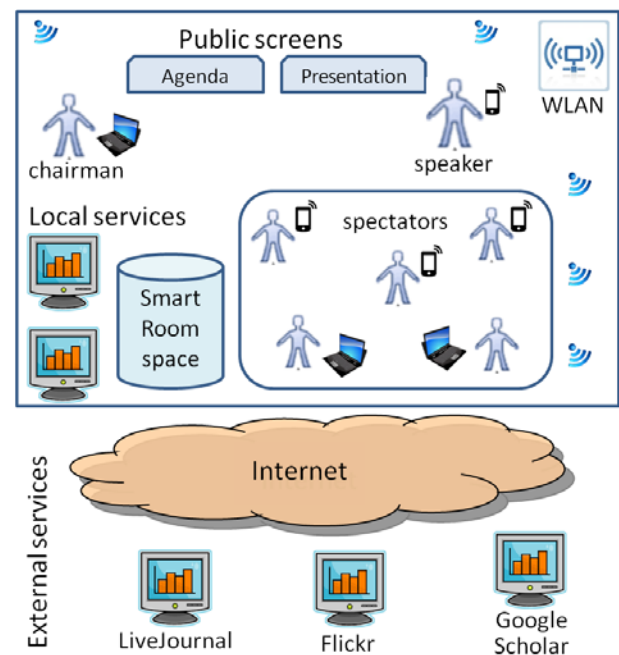 Public screens
Agenda
Presentation
WLAN
chairman
speaker
Local services
spectators
Smart
Room
space
Internet
External services
LiveJournal
Flickr
Google
Scholar